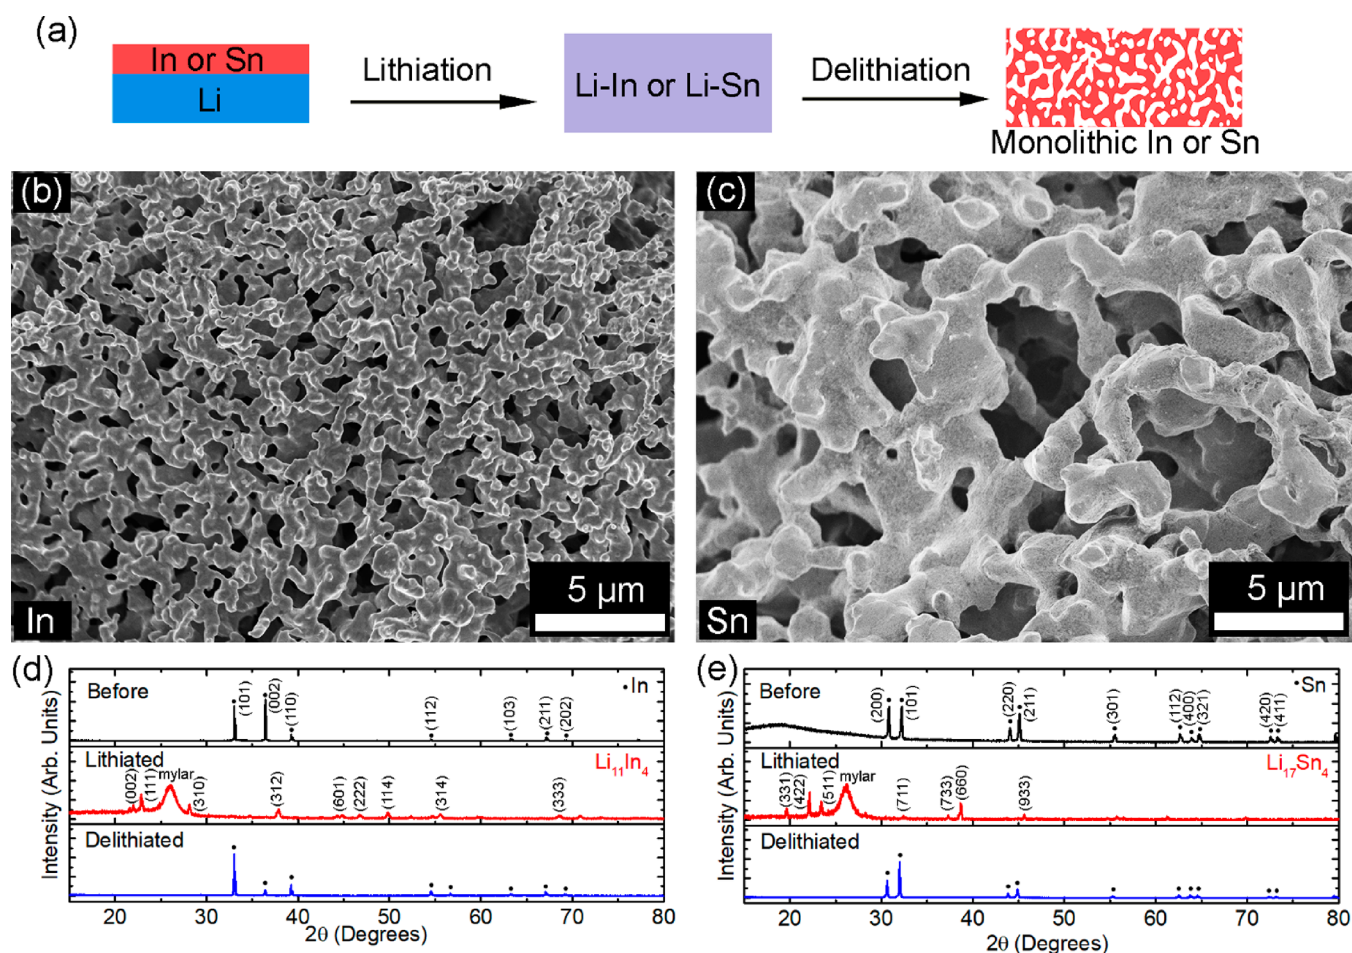 (a)
In or Sn
Li
Lithiation
Li-In or Li-Sn
Delithiation
Monolithic In or Sn
(b)
In
5 µm
(c)
Sn
5 µm
(d)
Intensity (Arb. Units)
Before
•In
(101)
(002)
(110)
(112)
(103)
(211)
(202)
Lithiated
Li₁₁In₄
(002)
(111)
mylar
(310)
(312)
(601)
(222)
(114)
(314)
(333)
Delithiated
20 30 40 50 60 70 80
2θ (Degrees)
(e)
Intensity (Arb. Units)
Before
•Sn
(200)
(101)
(220)
(211)
(301)
(112)
(400)
(321)
(420)
(411)
Lithiated
Li₁₇Sn₄
(331)
(422)
(511)
mylar
(711)
(733)
(660)
(933)
Delithiated
20 30 40 50 60 70 80
2θ (Degrees)